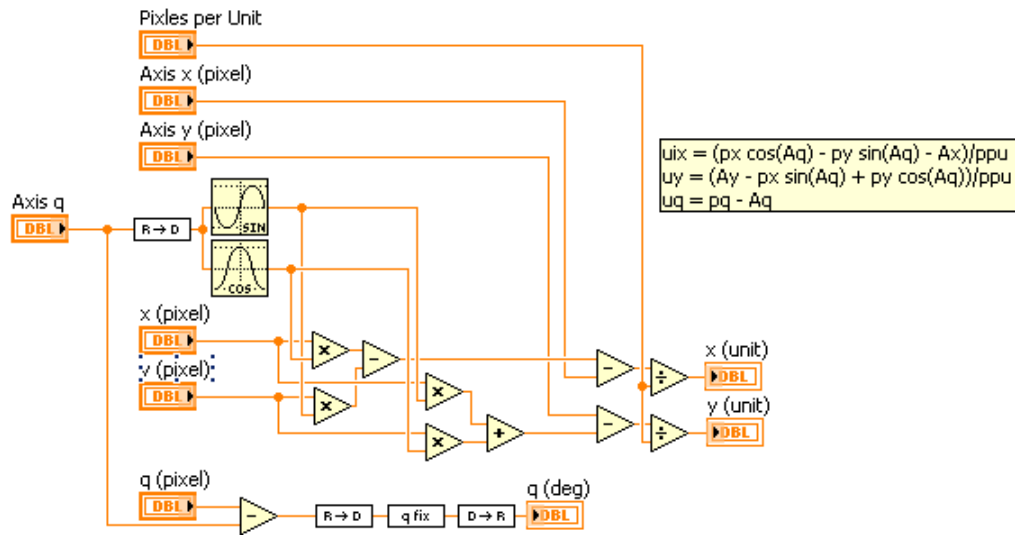 Pixles per Unit
DBL
Axis x (pixel)
DBL
Axis y (pixel)
DBL
uix = (px cos(Aq) - py sin(Aq) - Ax)/ppu
uy = (Ay - px sin(Aq) + py cos(Aq))/ppu
uq = pq - Aq
Axis q
DBL
R→D
SIN
COS
x (pixel)
DBL
×
-
y (pixel)
DBL
×
×
×
+
-
÷
x (unit)
DBL
-
÷
y (unit)
DBL
q (pixel)
DBL
-
R→D
q fix
D→R
q (deg)
DBL